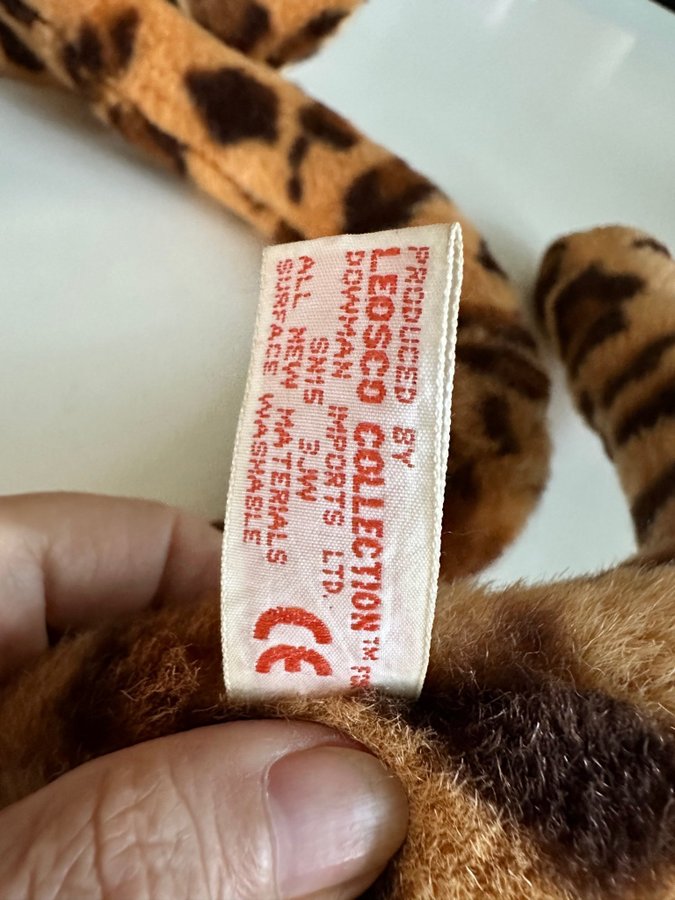 PRODUCED BY
LEOSCO COLLECTION™
DOWMAN IMPORTS LTD.
SN15 3JW
ALL NEW MATERIALS
SURFACE WASHABLE
CE